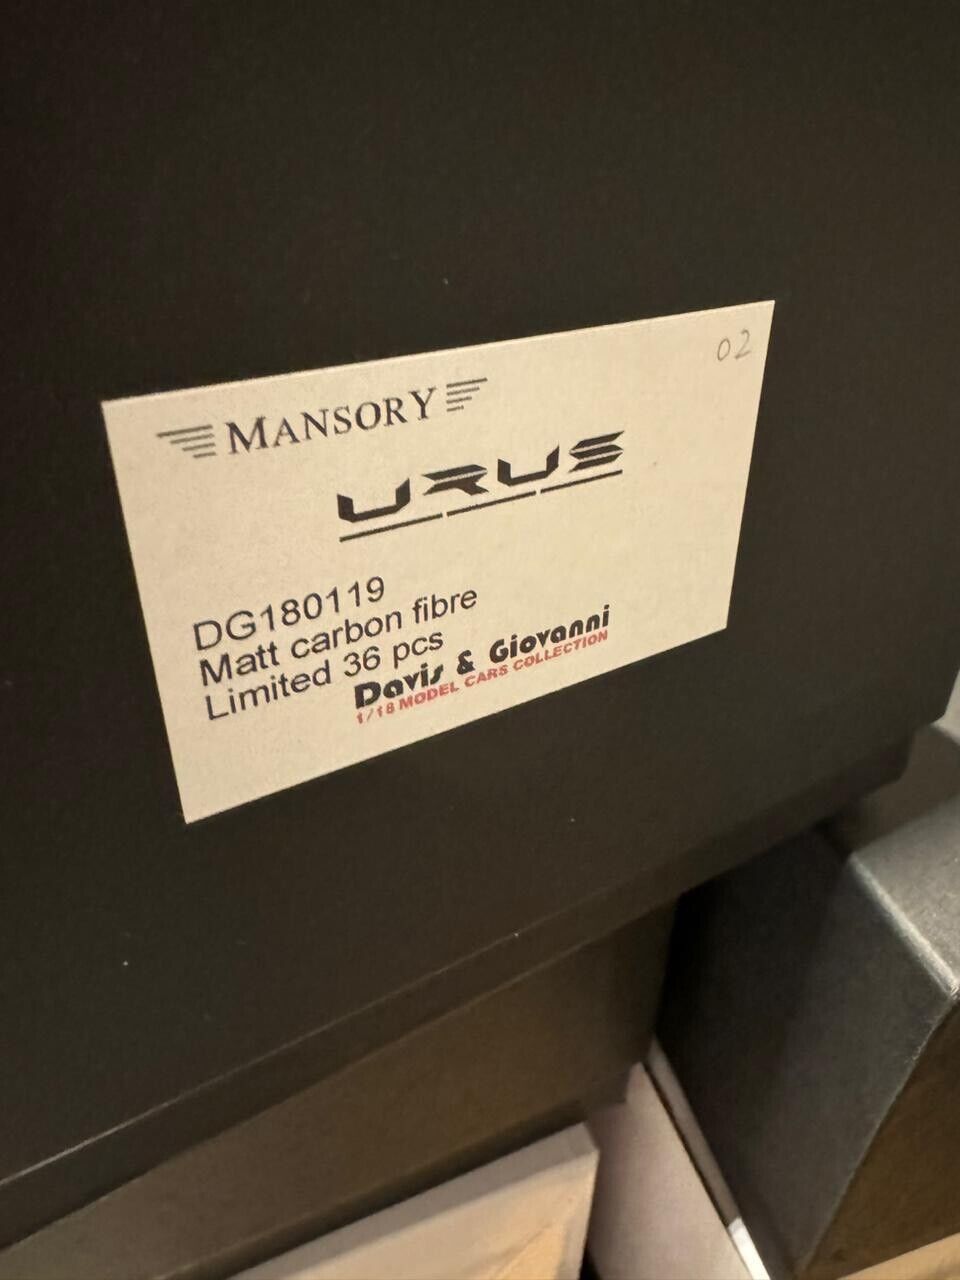 02
MANSORY
URUS
DG180119
Matt carbon fibre
Limited 36 pcs
Davis & Giovanni
1/18 MODEL CARS COLLECTION